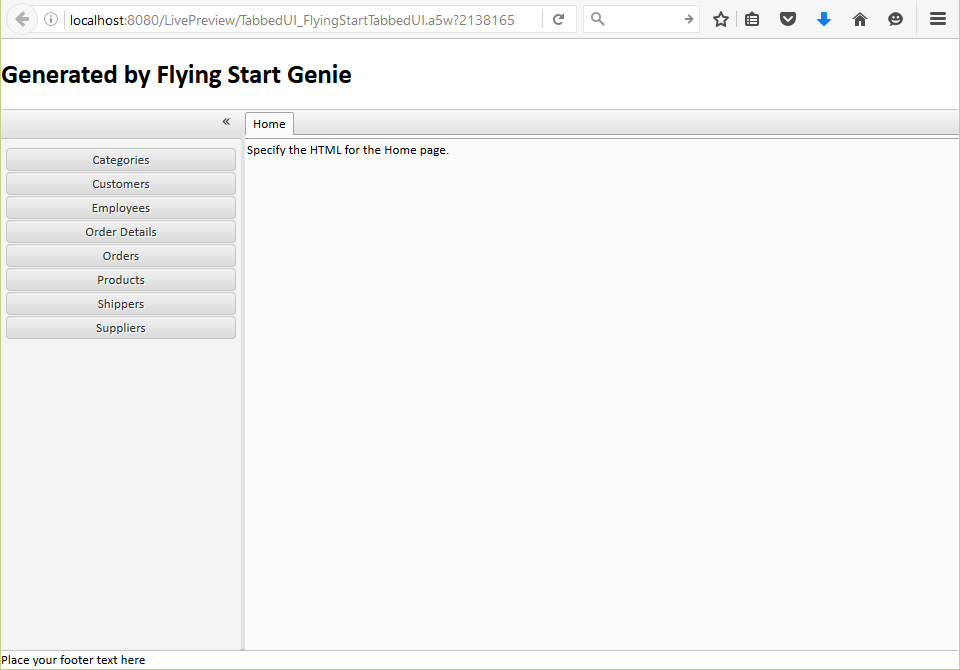 localhost:8080/LivePreview/TabbedUI_FlyingStartTabbedUI.a5w?2138165
Generated by Flying Start Genie
«
Home
Specify the HTML for the Home page.
Categories
Customers
Employees
Order Details
Orders
Products
Shippers
Suppliers
Place your footer text here